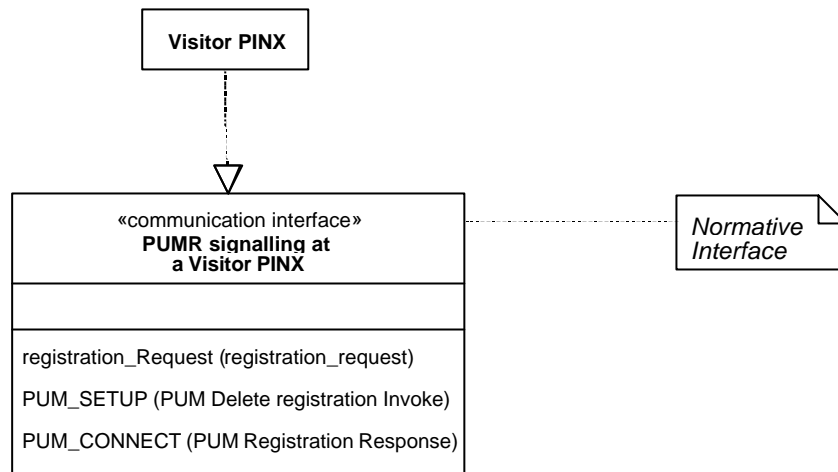 Visitor PINX
«communication interface»
PUMR signalling at
a Visitor PINX
Normative
Interface
registration_Request (registration_request)
PUM_SETUP (PUM Delete registration Invoke)
PUM_CONNECT (PUM Registration Response)